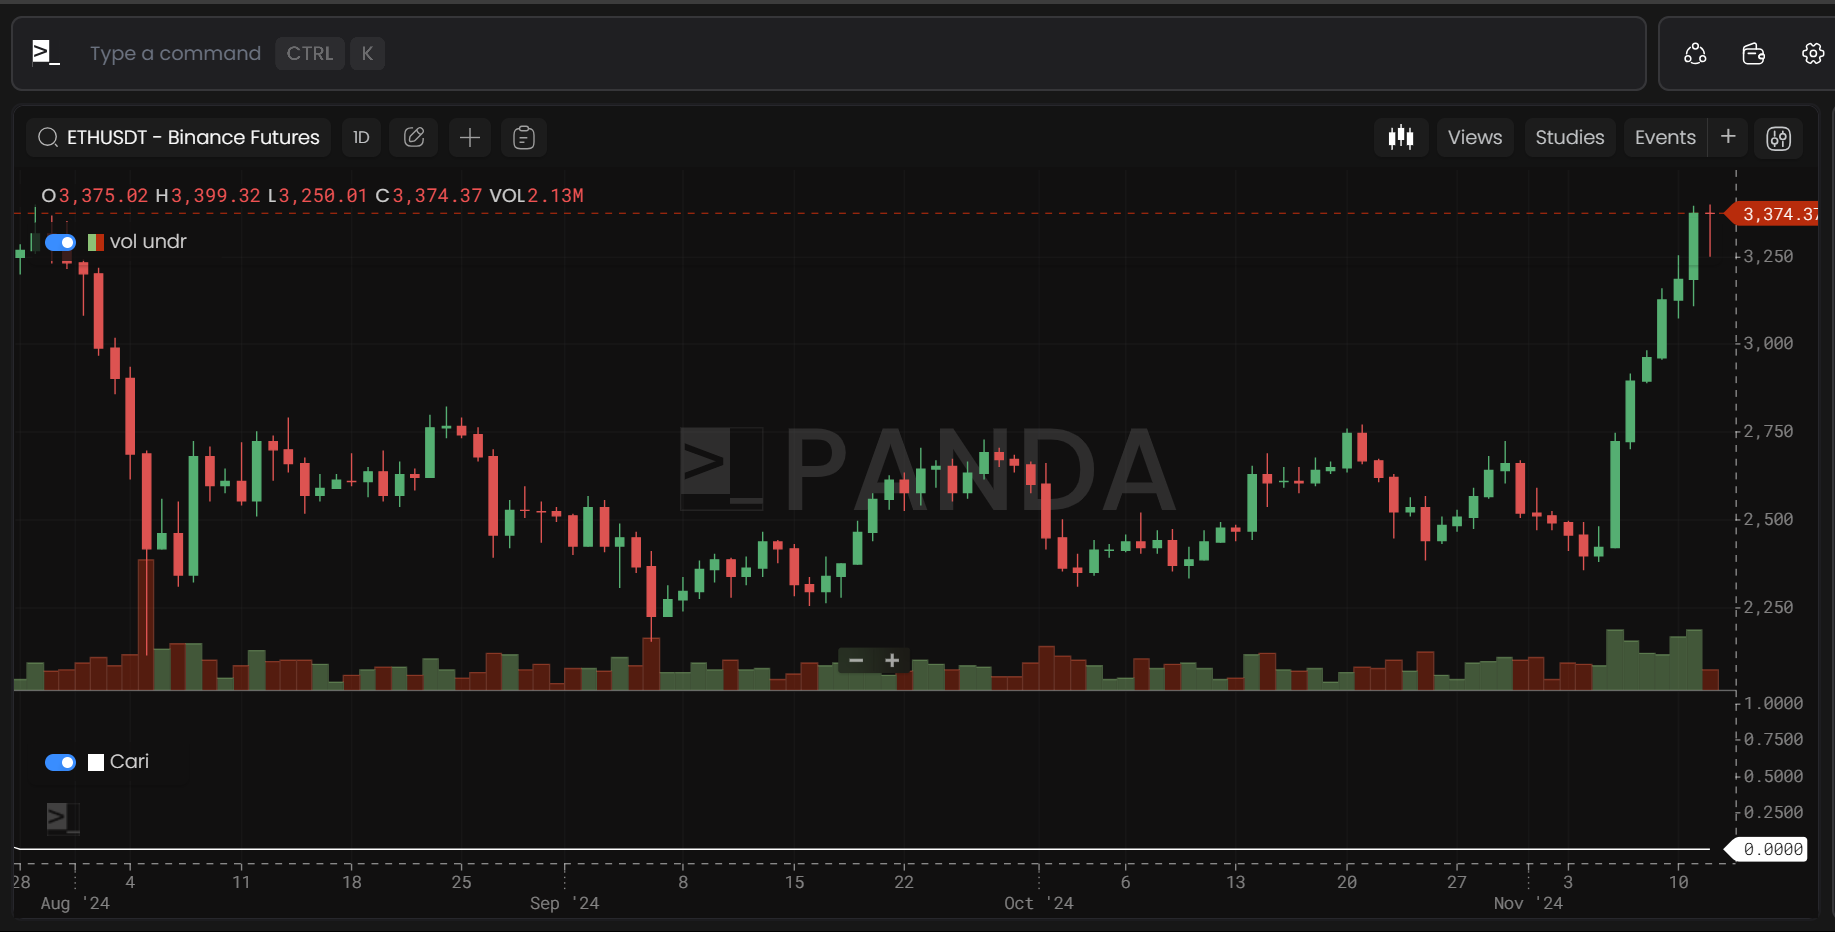 >_ Type a command CTRL K
ETHUSDT - Binance Futures 1D Views Studies Events +
O3,375.02 H3,399.32 L3,250.01 C3,374.37 VOL2.13M
3,374.37
vol undr
3,250
3,000
2,750
>_ PANDA
2,500
2,250
− +
1.0000
0.7500
Cari
0.5000
0.2500
>_
0.0000
28 4 11 18 25 8 15 22 6 13 20 27 3 10
Aug '24 Sep '24 Oct '24 Nov '24